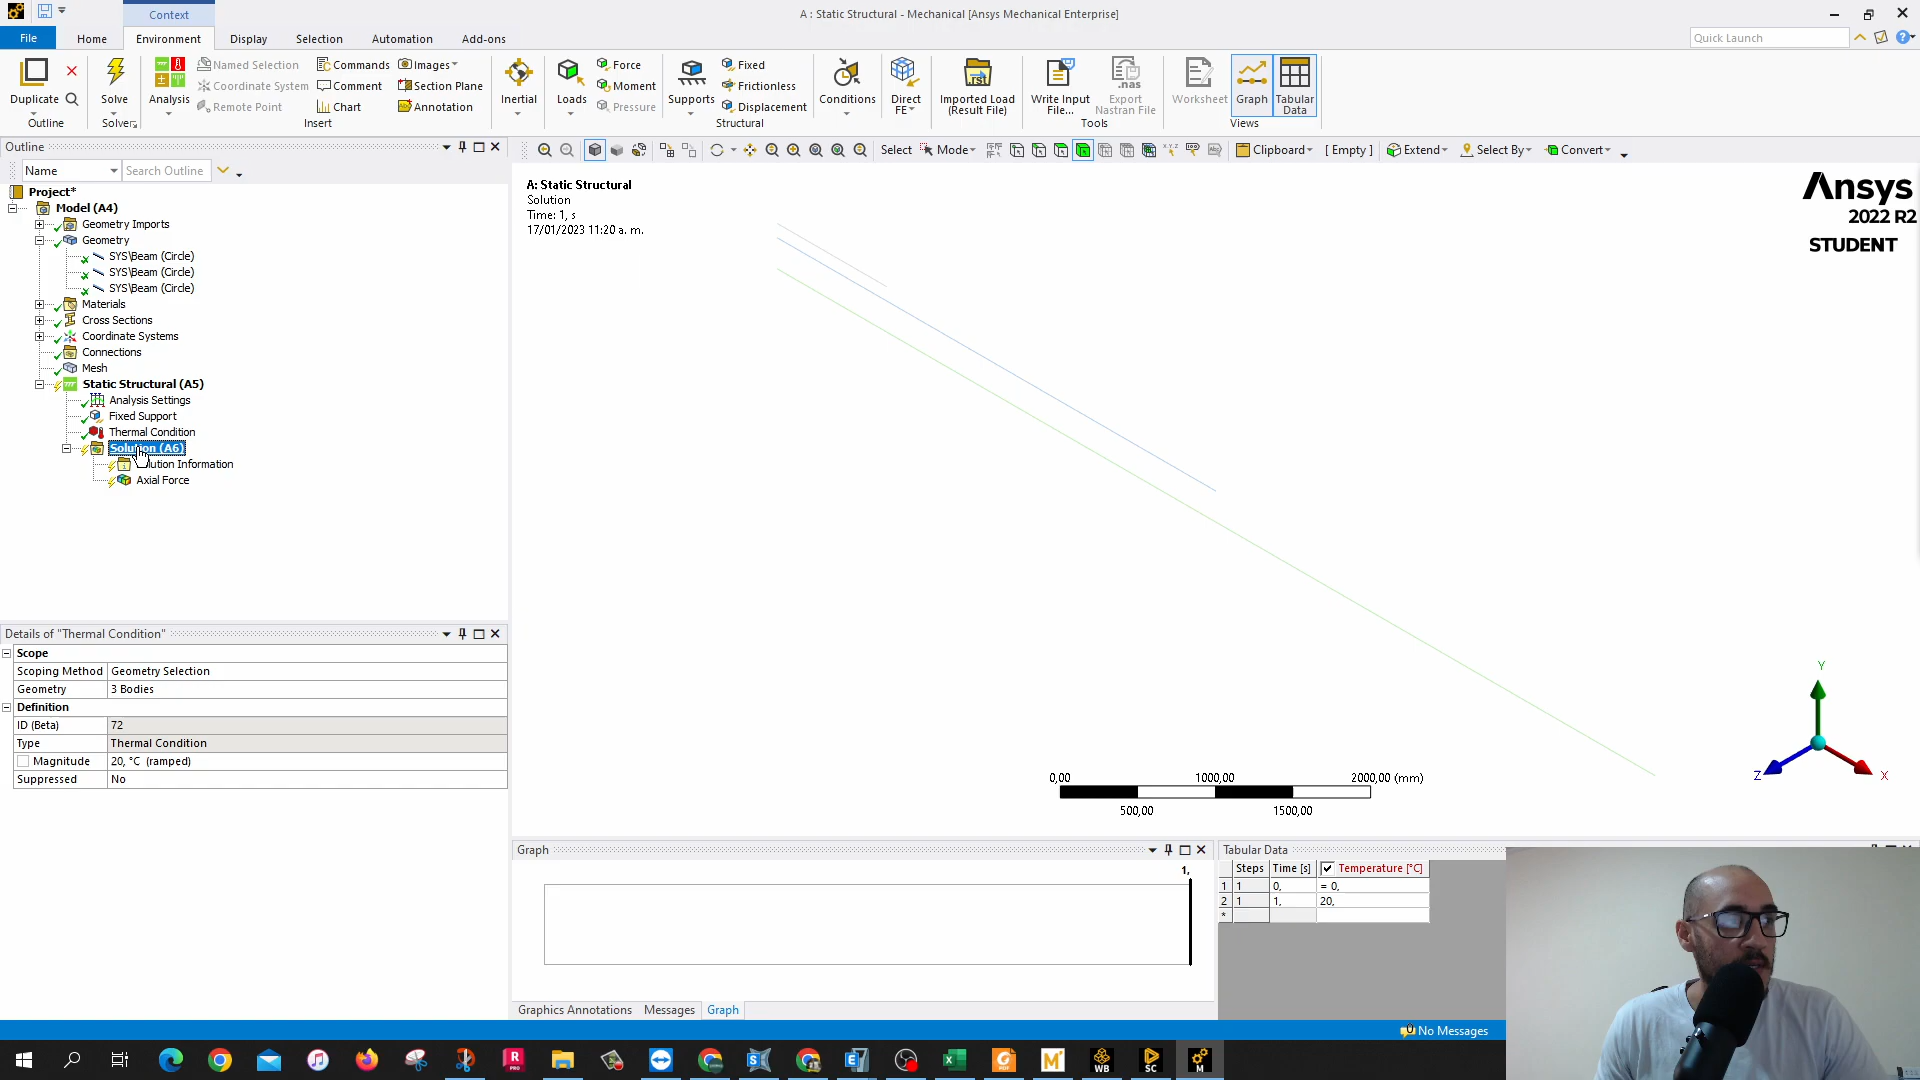 Context
A : Static Structural - Mechanical [Ansys Mechanical Enterprise]
File
Home
Environment
Display
Selection
Automation
Add-ons
Quick Launch
Duplicate
Outline
Solve
Solver
Analysis
Named Selection
Coordinate System
Remote Point
Commands
Comment
Chart
Images
Section Plane
Annotation
Insert
Inertial
Loads
Force
Moment
Pressure
Supports
Fixed
Frictionless
Displacement
Structural
Conditions
Direct FE
Imported Load (Result File)
Write Input File...
Export Nastran File
Tools
Worksheet
Graph
Tabular Data
Views
Outline
Name
Search Outline
Select
Mode
Clipboard
[ Empty ]
Extend
Select By
Convert
Project*
Model (A4)
Geometry Imports
Geometry
SYS\Beam (Circle)
SYS\Beam (Circle)
SYS\Beam (Circle)
Materials
Cross Sections
Coordinate Systems
Connections
Mesh
Static Structural (A5)
Analysis Settings
Fixed Support
Thermal Condition
Solution (A6)
Solution Information
Axial Force
A: Static Structural
Solution
Time: 1, s
17/01/2023 11:20 a. m.
Ansys
2022 R2
STUDENT
Details of "Thermal Condition"
Scope
Scoping Method Geometry Selection
Geometry 3 Bodies
Definition
ID (Beta) 72
Type Thermal Condition
Magnitude 20, °C (ramped)
Suppressed No
Y
Z
X
0,00 1000,00 2000,00 (mm)
500,00 1500,00
Graph
1,
Graphics Annotations
Messages
Graph
Tabular Data
Steps Time [s] Temperature [°C]
1 1 0, = 0,
2 1 1, 20,
*
No Messages
WB
SC
M